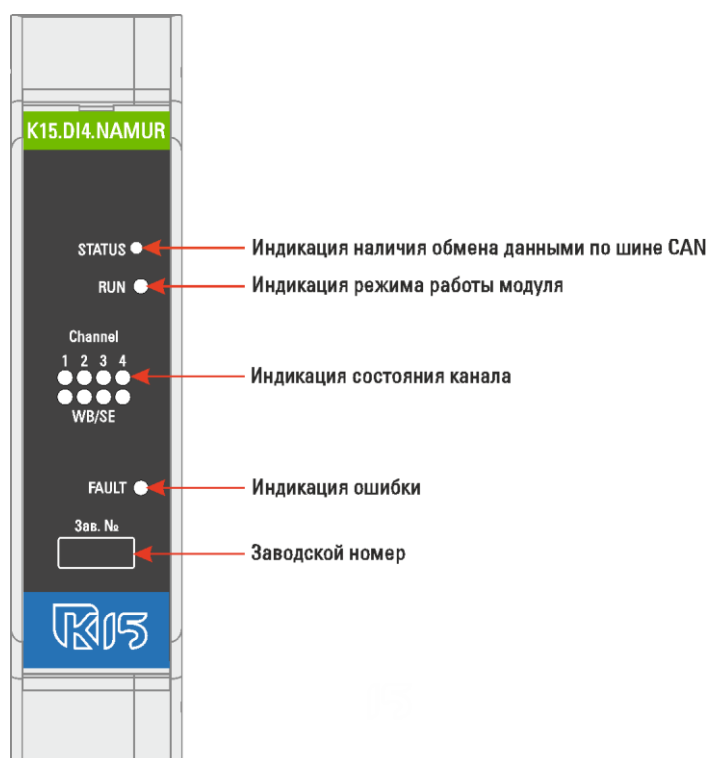 K15.DI4.NAMUR
STATUS
Индикация наличия обмена данными по шине CAN
RUN
Индикация режима работы модуля
Channel
1 2 3 4
Индикация состояния канала
WB/SE
FAULT
Индикация ошибки
Зав. №
Заводской номер
K15